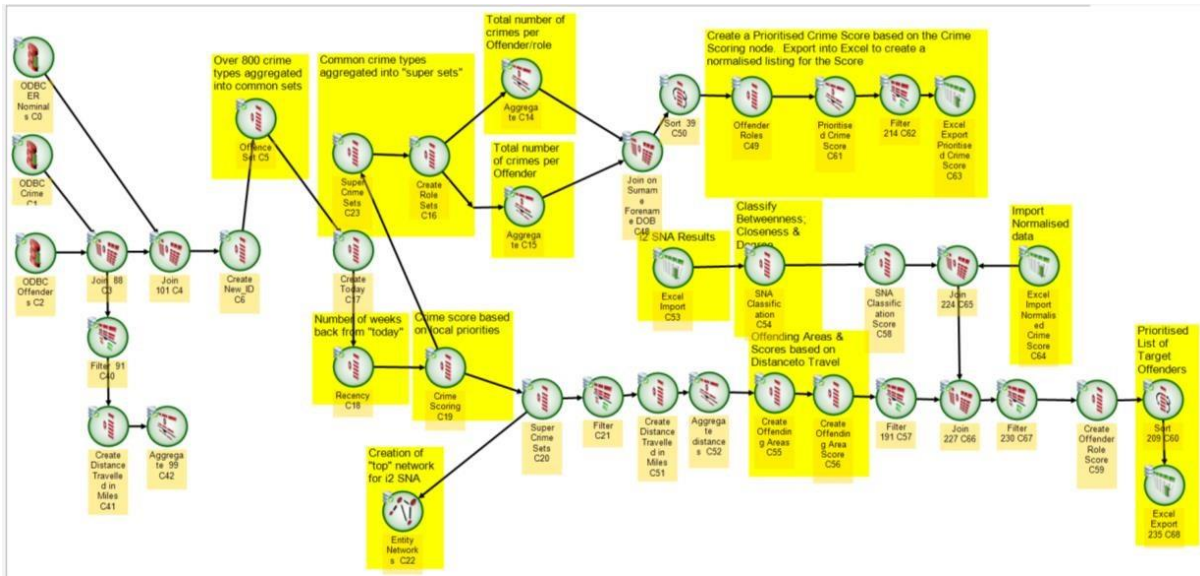 ODBC
ER
Nominal
s C0
ODBC
Crime
C1
ODBC
Offender
s C2
Join 88
C3
Join
101 C4
Create
New_ID
C6
Filter 91
C40
Create
Distance
Travelle
d in
Miles
C41
Aggrega
te 99
C42
Over 800 crime
types aggregated
into common sets
Offence
Set C5
Common crime types
aggregated into "super sets"
Super
Crime
Sets
C23
Create
Role
Sets
C16
Total number of
crimes per
Offender/role
Aggrega
te C14
Total number of
crimes per
Offender
Aggrega
te C15
Create
Today
C17
Number of weeks
back from "today"
Recency
C18
Crime score based
on local priorities
Crime
Scoring
C19
Creation of
"top" network
for i2 SNA
Entity
Network
s C22
Join on
Surnam
e
Forenam
e DOB
C48
Sort 39
C50
Create a Prioritised Crime Score based on the Crime
Scoring node. Export into Excel to create a
normalised listing for the Score
Offender
Roles
C49
Prioritise
d Crime
Score
C61
Filter
214 C62
Excel
Export
Prioritise
d Crime
Score
C63
i2 SNA Results
Excel
Import
C53
Classify
Betweenness;
Closeness &
Degree
SNA
Classific
ation
C54
SNA
Classific
ation
Score
C58
Join
224 C65
Import
Normalised
data
Excel
Import
Normalis
ed
Crime
Score
C64
Super
Crime
Sets
C20
Filter
C21
Create
Distance
Travelle
d in
Miles
C51
Aggrega
te
distance
s C52
Offending Areas &
Scores based on
Distanceto Travel
Create
Offendin
g Areas
C55
Create
Offendin
g Area
Score
C56
Filter
191 C57
Join
227 C66
Filter
230 C67
Create
Offender
Role
Score
C59
Prioritised
List of
Target
Offenders
Sort
209 C60
Excel
Export
235 C68